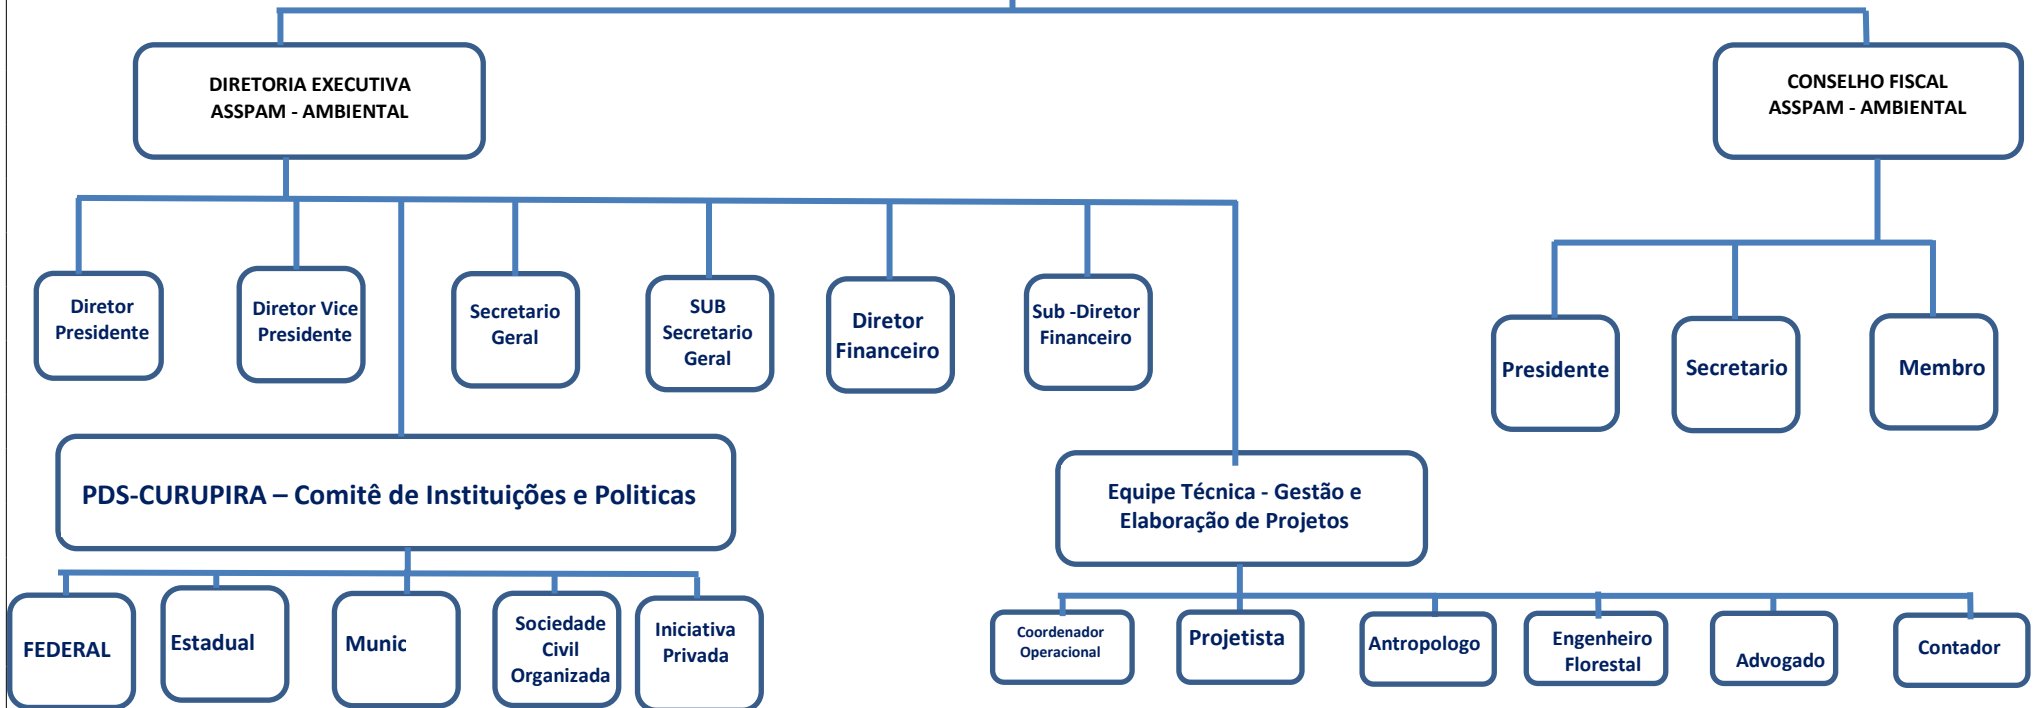 DIRETORIA EXECUTIVA
ASSPAM - AMBIENTAL
CONSELHO FISCAL
ASSPAM - AMBIENTAL
Diretor
Presidente
Diretor Vice
Presidente
Secretario
Geral
SUB
Secretario
Geral
Diretor
Financeiro
Sub -Diretor
Financeiro
Presidente
Secretario
Membro
PDS-CURUPIRA – Comitê de Instituições e Politicas
Equipe Técnica - Gestão e
Elaboração de Projetos
FEDERAL
Estadual
Munic
Sociedade
Civil
Organizada
Iniciativa
Privada
Coordenador
Operacional
Projetista
Antropologo
Engenheiro
Florestal
Advogado
Contador